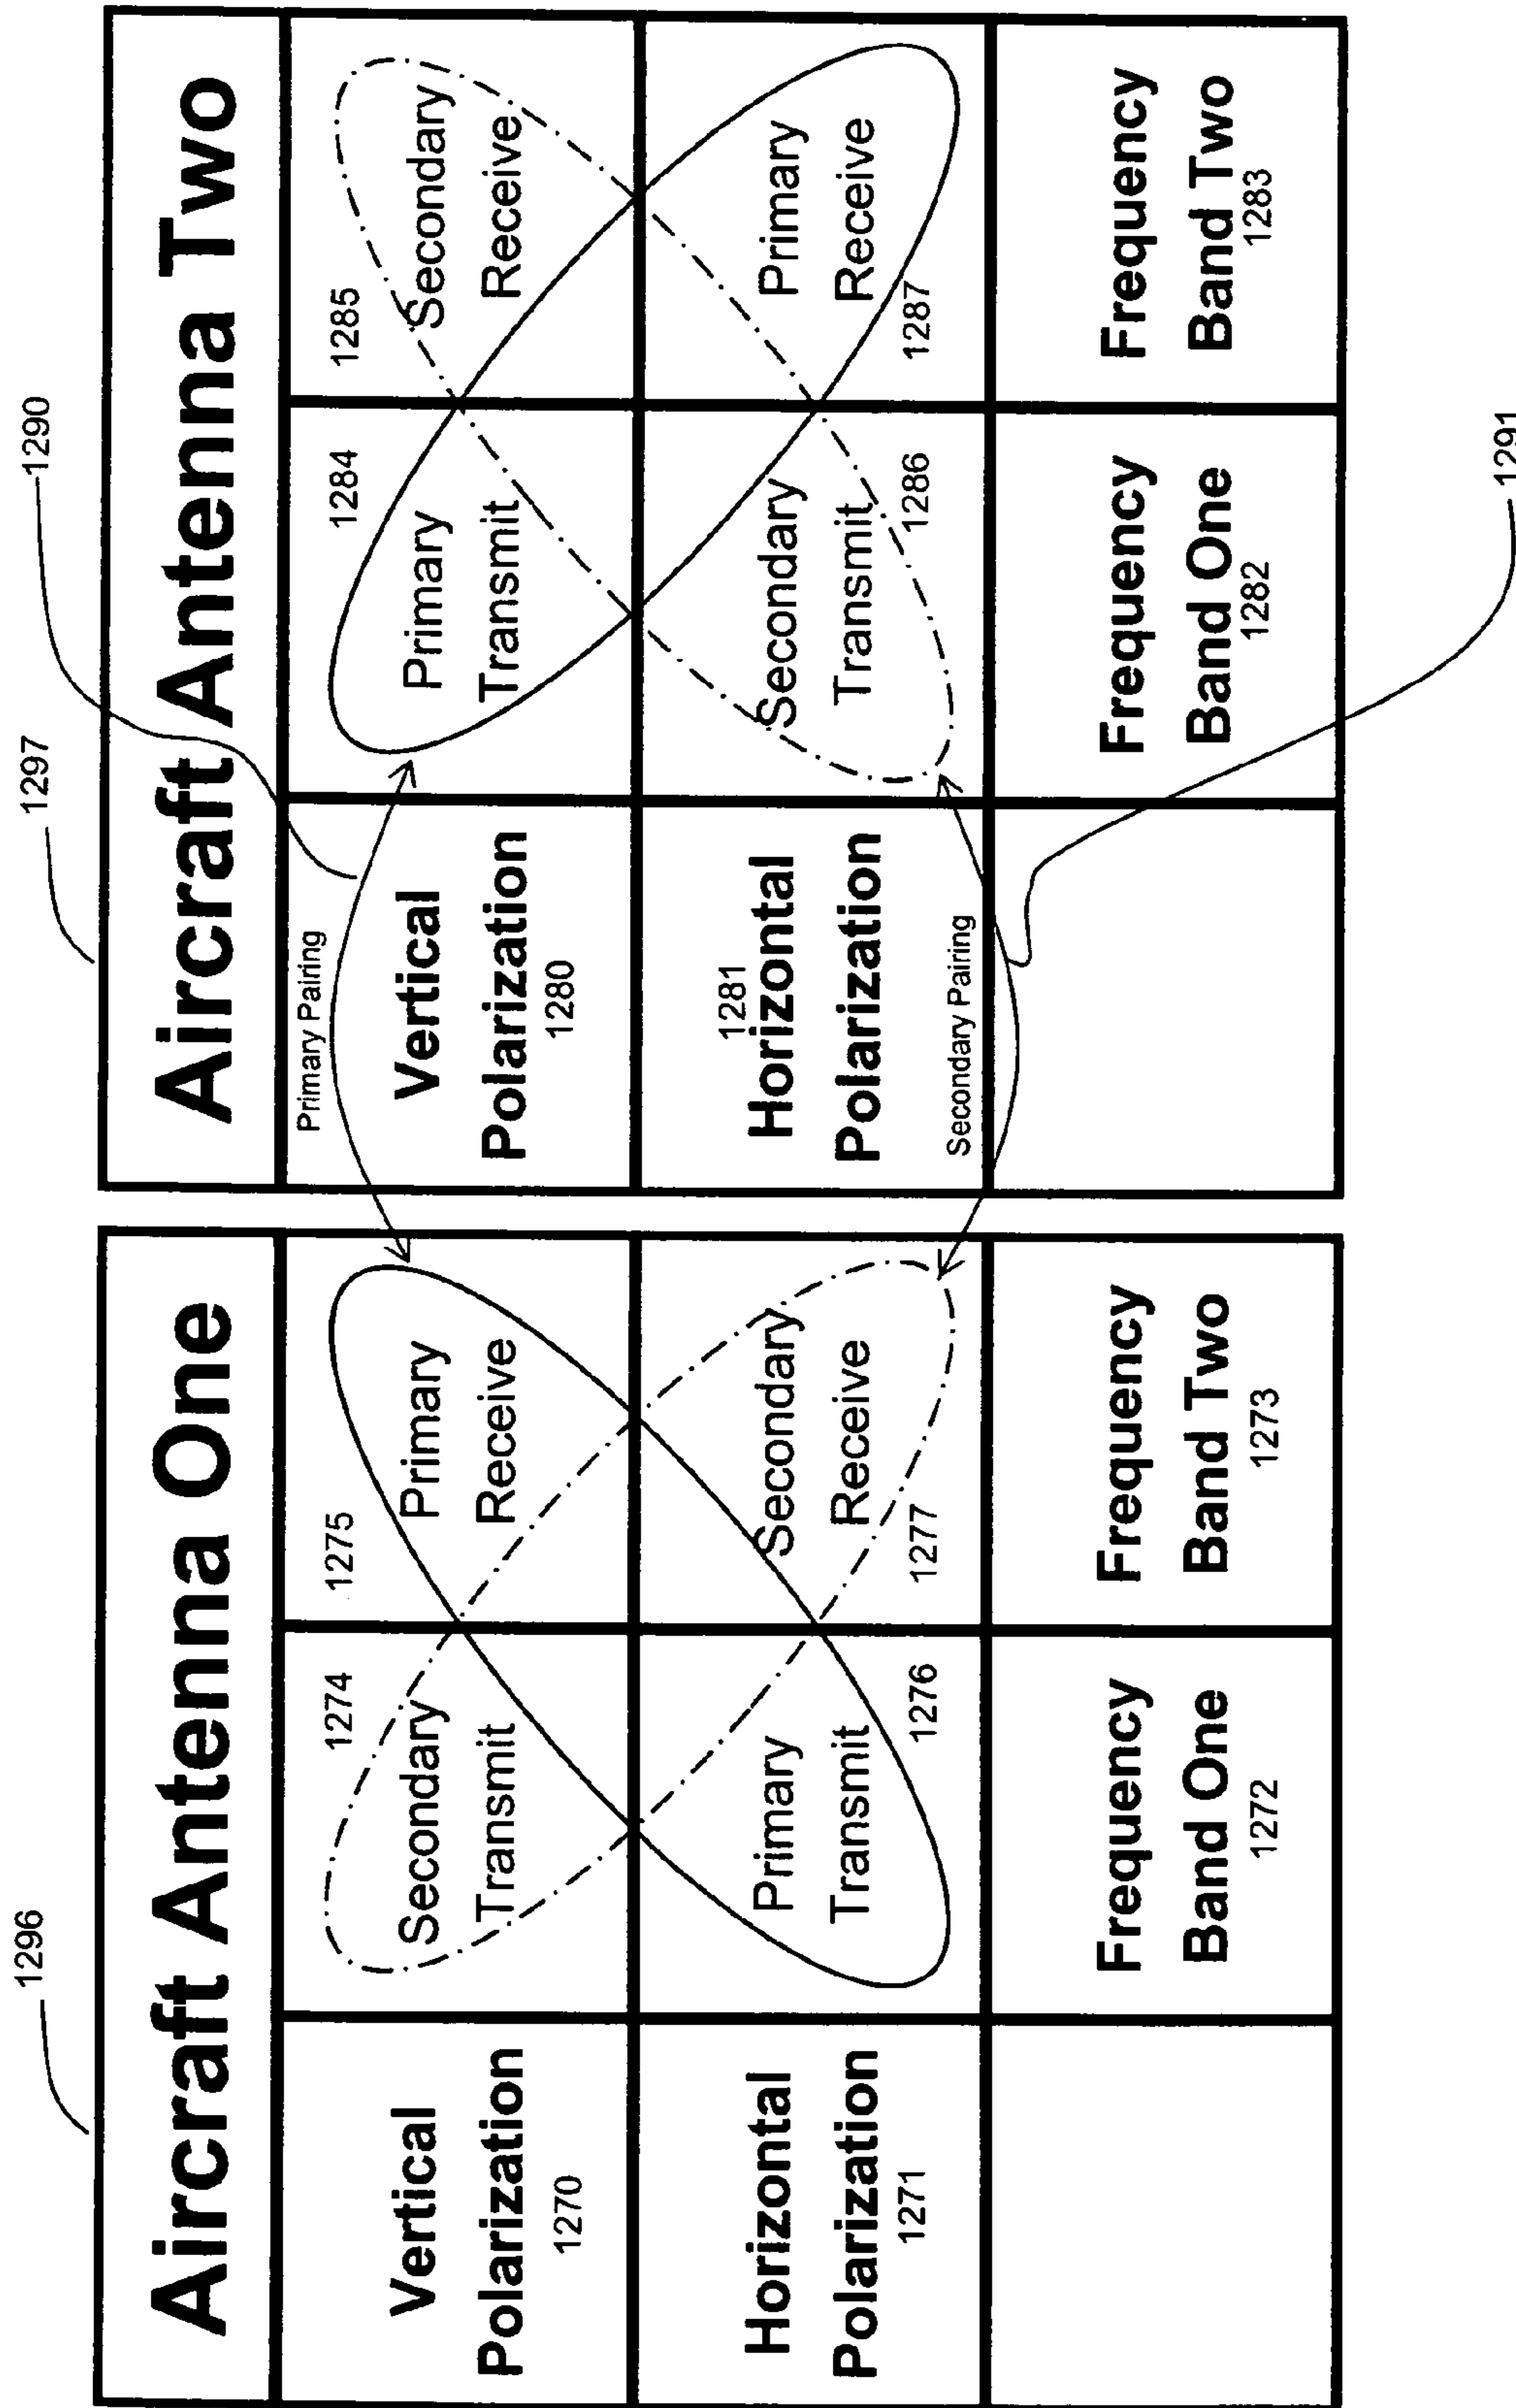 1296
Aircraft Antenna One
Vertical
Polarization
1270
1274
Secondary
Transmit
1275
Primary
Receive
Horizontal
Polarization
1271
Primary
Transmit
1276
Secondary
Receive
1277
Frequency
Band One
1272
Frequency
Band Two
1273
1297
1290
Aircraft Antenna Two
Primary Pairing
Vertical
Polarization
1280
1284
Primary
Transmit
1285
Secondary
Receive
1281
Horizontal
Polarization
Secondary Pairing
Secondary
Transmit
1286
Primary
Receive
1287
Frequency
Band One
1282
Frequency
Band Two
1283
1291